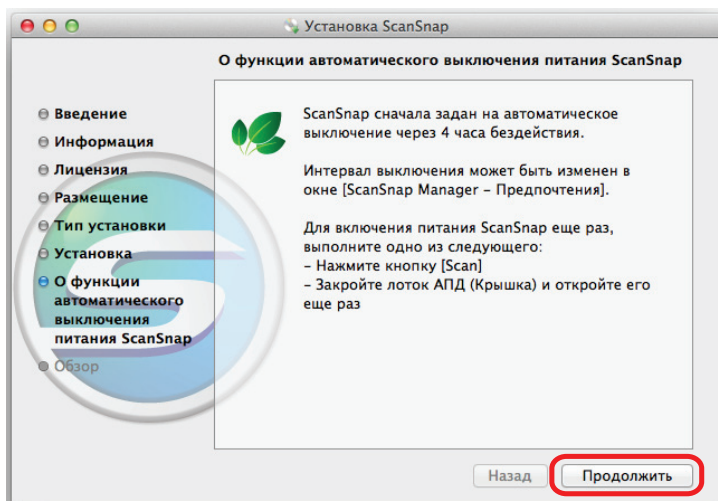 Установка ScanSnap
О функции автоматического выключения питания ScanSnap
Введение
Информация
Лицензия
Размещение
Тип установки
Установка
О функции
автоматического
выключения
питания ScanSnap
Обзор
ScanSnap сначала задан на автоматическое
выключение через 4 часа бездействия.
Интервал выключения может быть изменен в
окне [ScanSnap Manager – Предпочтения].
Для включения питания ScanSnap еще раз,
выполните одно из следующего:
– Нажмите кнопку [Scan]
– Закройте лоток АПД (Крышка) и откройте его
еще раз
Назад
Продолжить